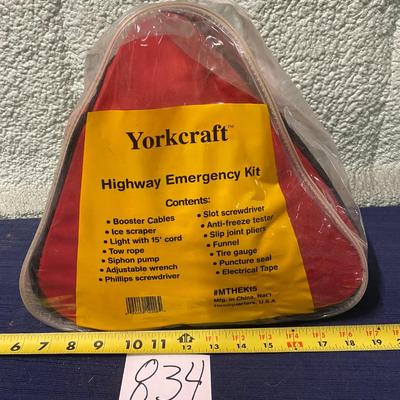 Yorkcraft™
Highway Emergency Kit
Contents:
• Booster Cables
• Ice scraper
• Light with 15' cord
• Tow rope
• Siphon pump
• Adjustable wrench
• Phillips screwdriver
• Slot screwdriver
• Anti-freeze tester
• Slip joint pliers
• Funnel
• Tire gauge
• Puncture seal
• Electrical Tape
#MTHEK15
Mfg. in China, Nat'l
Headquarters, U.S.A.
6 7 8 9 10 11 12 13 14 15 16 17 18 19
834